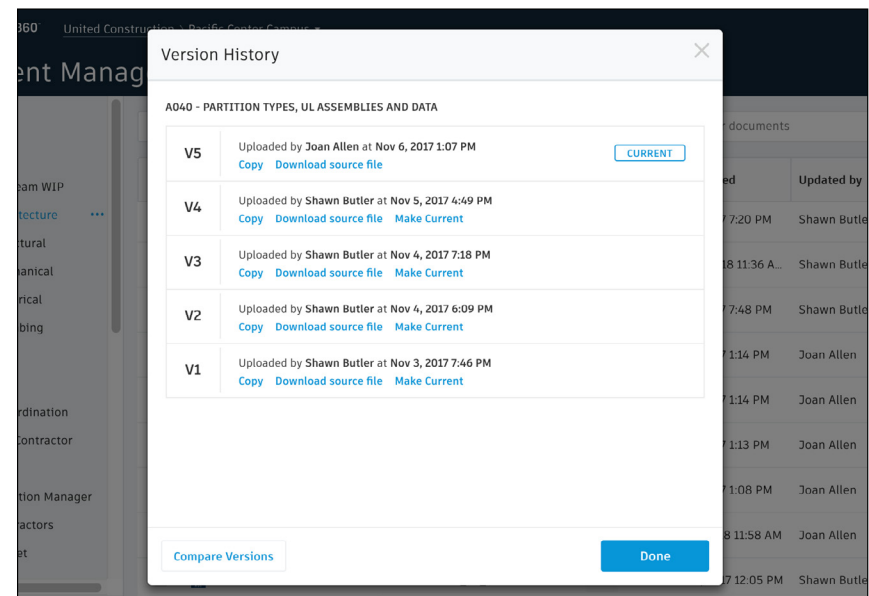 360° United Construction > Pacific Center Campus
ent Manag
Version History
A040 - PARTITION TYPES, UL ASSEMBLIES AND DATA
V5
Uploaded by Joan Allen at Nov 6, 2017 1:07 PM
Copy Download source file
CURRENT
V4
Uploaded by Shawn Butler at Nov 5, 2017 4:49 PM
Copy Download source file Make Current
V3
Uploaded by Shawn Butler at Nov 4, 2017 7:18 PM
Copy Download source file Make Current
V2
Uploaded by Shawn Butler at Nov 4, 2017 6:09 PM
Copy Download source file Make Current
V1
Uploaded by Shawn Butler at Nov 3, 2017 7:46 PM
Copy Download source file Make Current
Compare Versions
Done
eam WIP
tecture •••
tural
hanical
rical
bing
rdination
Contractor
tion Manager
ractors
et
documents
ed Updated by
7 7:20 PM Shawn Butle
18 11:36 A... Shawn Butle
7 7:48 PM Shawn Butle
7 1:14 PM Joan Allen
7 1:14 PM Joan Allen
7 1:13 PM Joan Allen
7 1:08 PM Joan Allen
8 11:58 AM Joan Allen
17 12:05 PM Shawn Butle